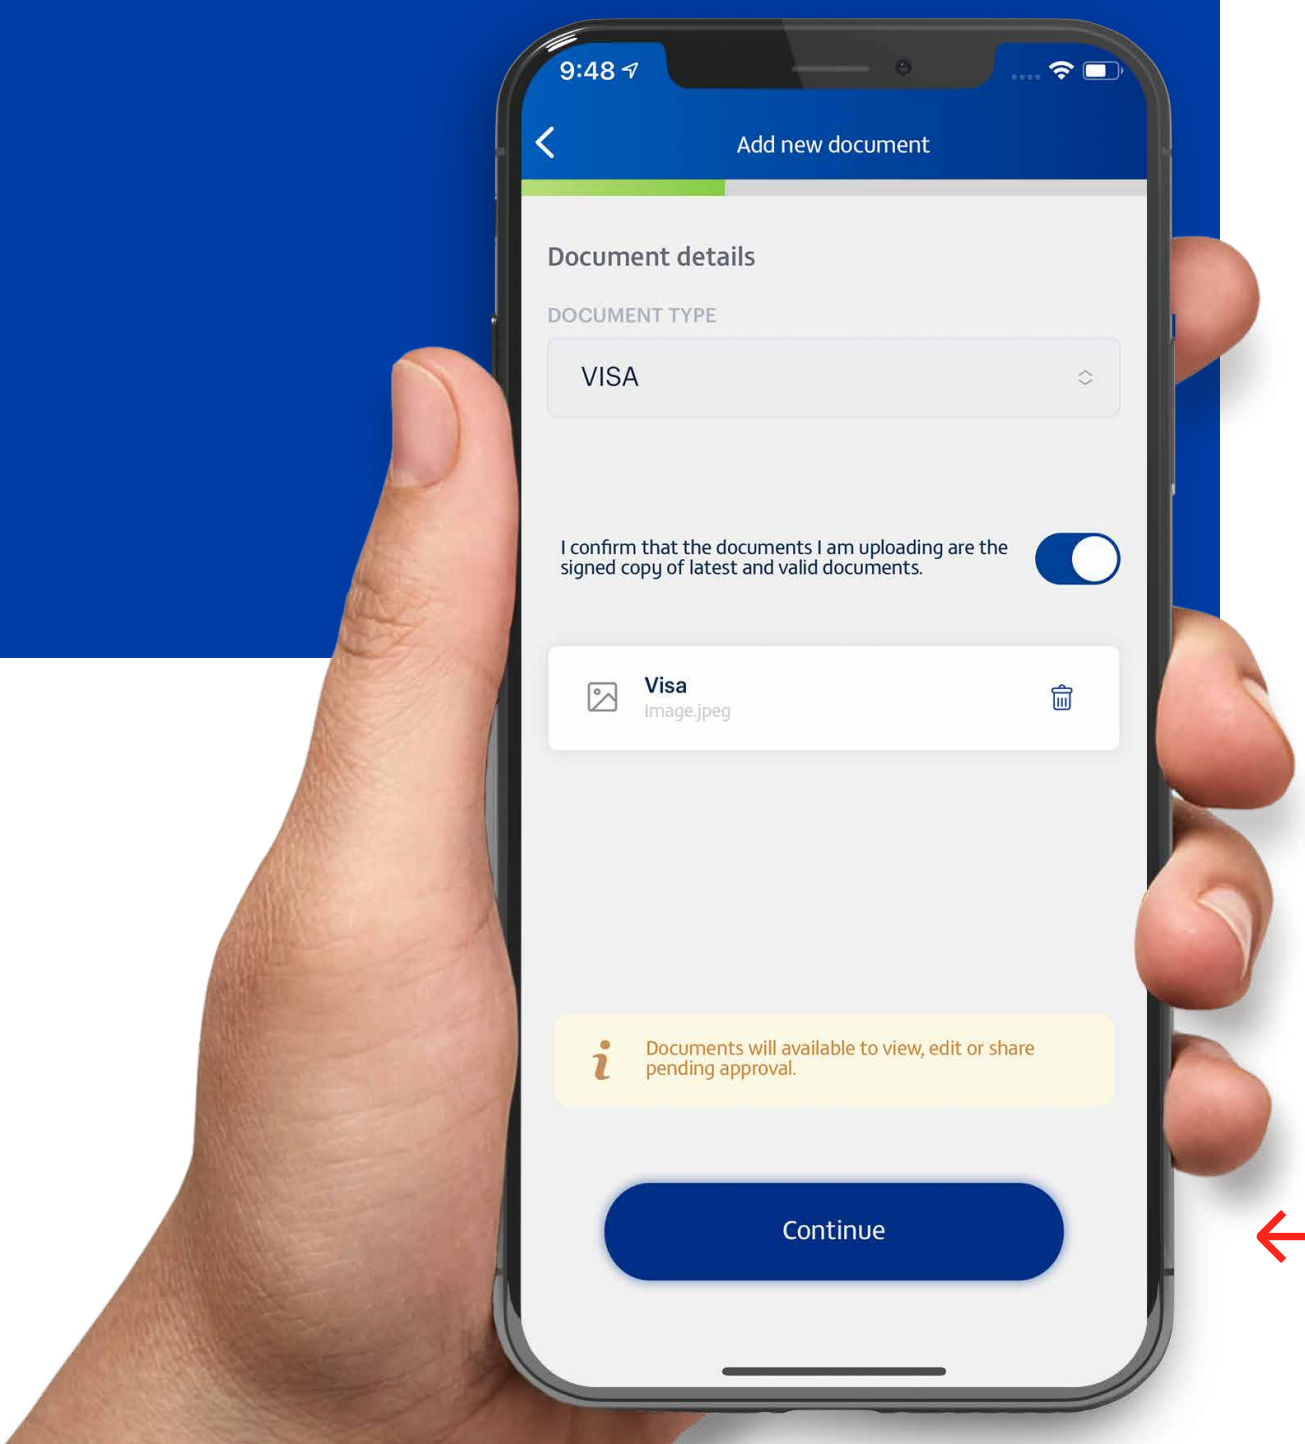 9:48
Add new document
Document details
DOCUMENT TYPE
VISA
I confirm that the documents I am uploading are the
signed copy of latest and valid documents.
Visa
Image.jpeg
Documents will available to view, edit or share
pending approval.
Continue